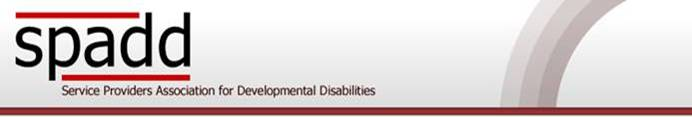 spadd
Service Providers Association for Developmental Disabilities